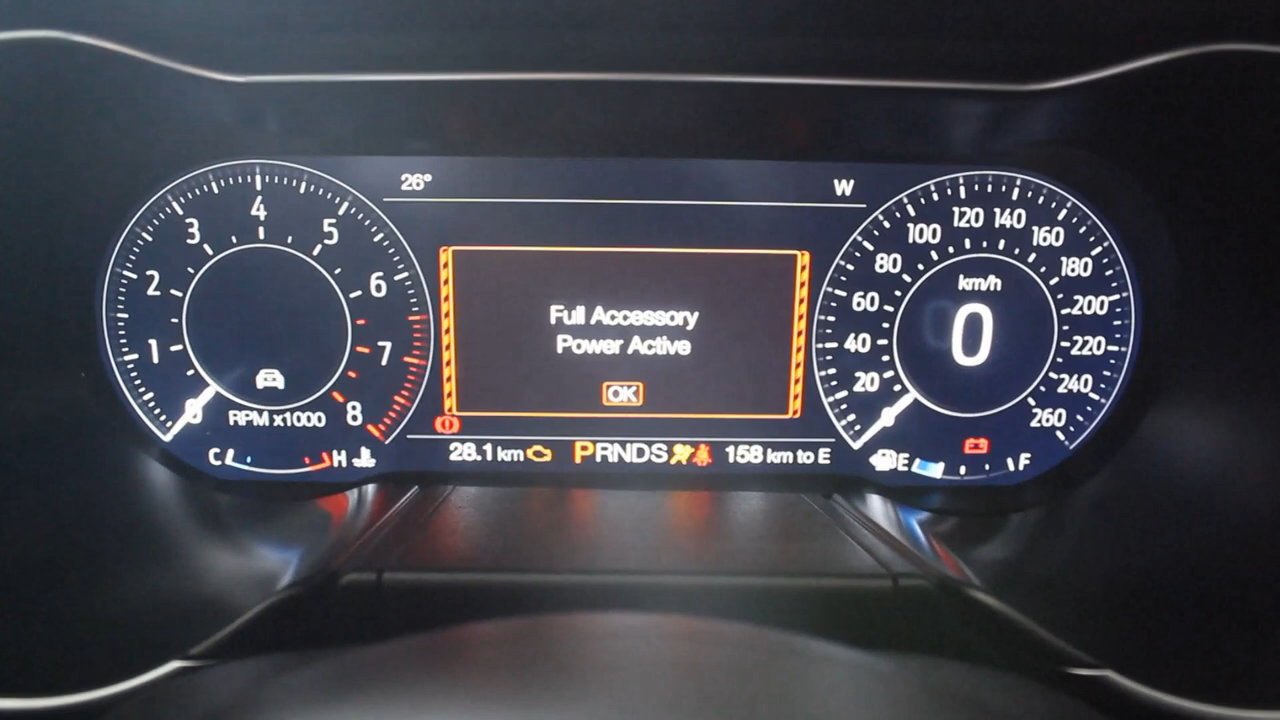 26° W
4
3 5
2 6
1 7
0 8
RPM x1000
C H
Full Accessory
Power Active
OK
28.1 km PRNDS 158 km to E
120 140
100 160
80 180
60 200
40 220
20 240
260
km/h
0
E F